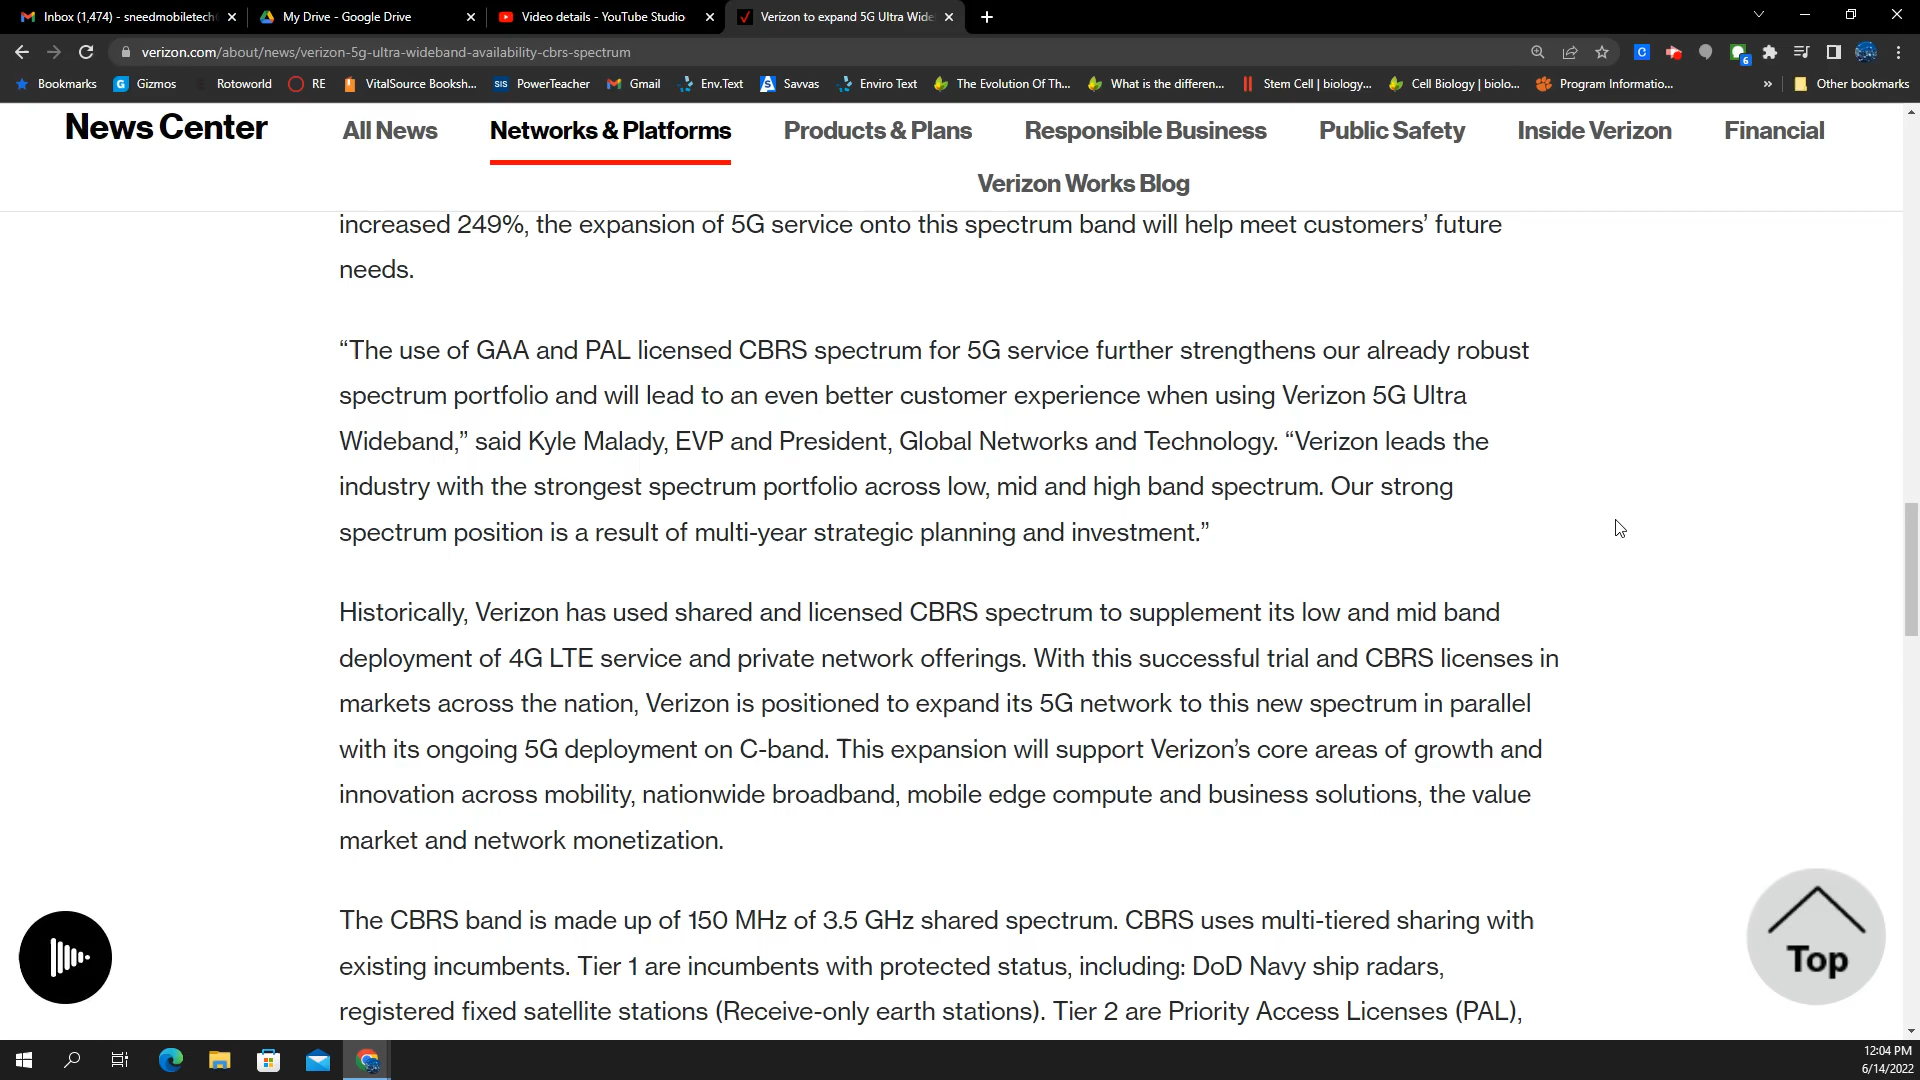 Inbox (1,474) - sneedmobiletech
My Drive - Google Drive
Video details - YouTube Studio
Verizon to expand 5G Ultra Wide
verizon.com/about/news/verizon-5g-ultra-wideband-availability-cbrs-spectrum
C
6
Bookmarks
G Gizmos
Rotoworld
RE
VitalSource Booksh...
SIS PowerTeacher
Gmail
Env.Text
S Savvas
Enviro Text
The Evolution Of Th...
What is the differen...
Stem Cell | biology...
Cell Biology | biolo...
Program Informatio...
»
Other bookmarks
News Center
All News
Networks & Platforms
Products & Plans
Responsible Business
Public Safety
Inside Verizon
Financial
Verizon Works Blog
increased 249%, the expansion of 5G service onto this spectrum band will help meet customers’ future
needs.
“The use of GAA and PAL licensed CBRS spectrum for 5G service further strengthens our already robust
spectrum portfolio and will lead to an even better customer experience when using Verizon 5G Ultra
Wideband,” said Kyle Malady, EVP and President, Global Networks and Technology. “Verizon leads the
industry with the strongest spectrum portfolio across low, mid and high band spectrum. Our strong
spectrum position is a result of multi-year strategic planning and investment.”
Historically, Verizon has used shared and licensed CBRS spectrum to supplement its low and mid band
deployment of 4G LTE service and private network offerings. With this successful trial and CBRS licenses in
markets across the nation, Verizon is positioned to expand its 5G network to this new spectrum in parallel
with its ongoing 5G deployment on C-band. This expansion will support Verizon’s core areas of growth and
innovation across mobility, nationwide broadband, mobile edge compute and business solutions, the value
market and network monetization.
The CBRS band is made up of 150 MHz of 3.5 GHz shared spectrum. CBRS uses multi-tiered sharing with
existing incumbents. Tier 1 are incumbents with protected status, including: DoD Navy ship radars,
registered fixed satellite stations (Receive-only earth stations). Tier 2 are Priority Access Licenses (PAL),
Top
12:04 PM
6/14/2022